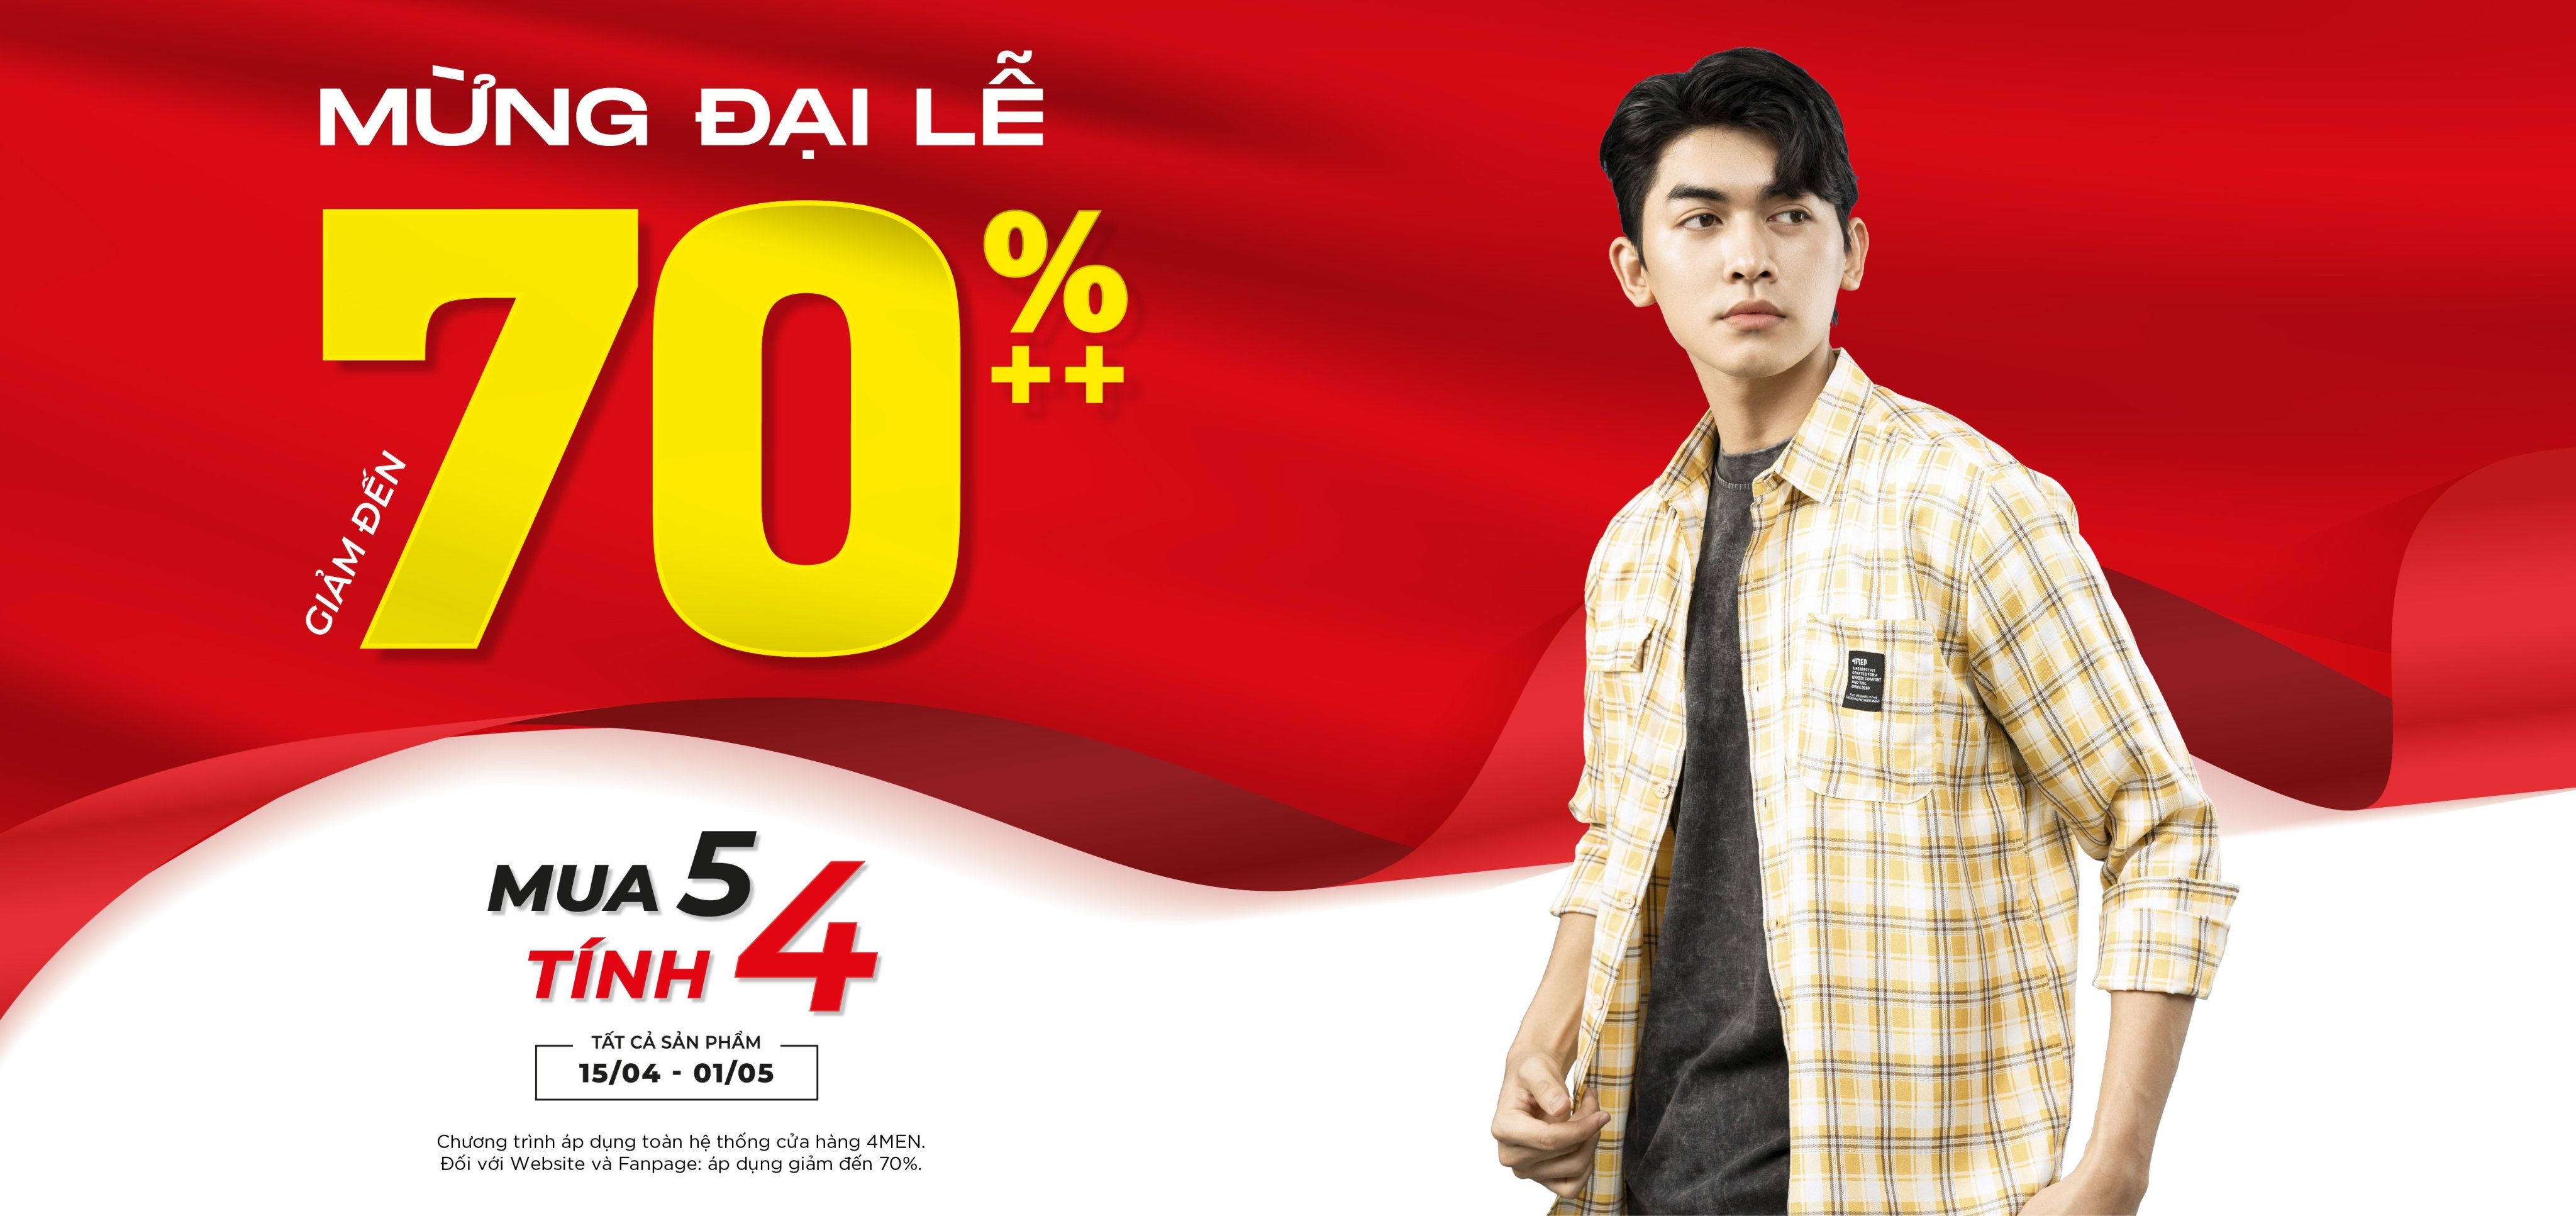 MỪNG ĐẠI LỄ
GIẢM ĐẾN
70%
++
MUA 5
TÍNH 4
TẤT CẢ SẢN PHẨM
15/04 - 01/05
Chương trình áp dụng toàn hệ thống cửa hàng 4MEN.
Đối với Website và Fanpage: áp dụng giảm đến 70%.